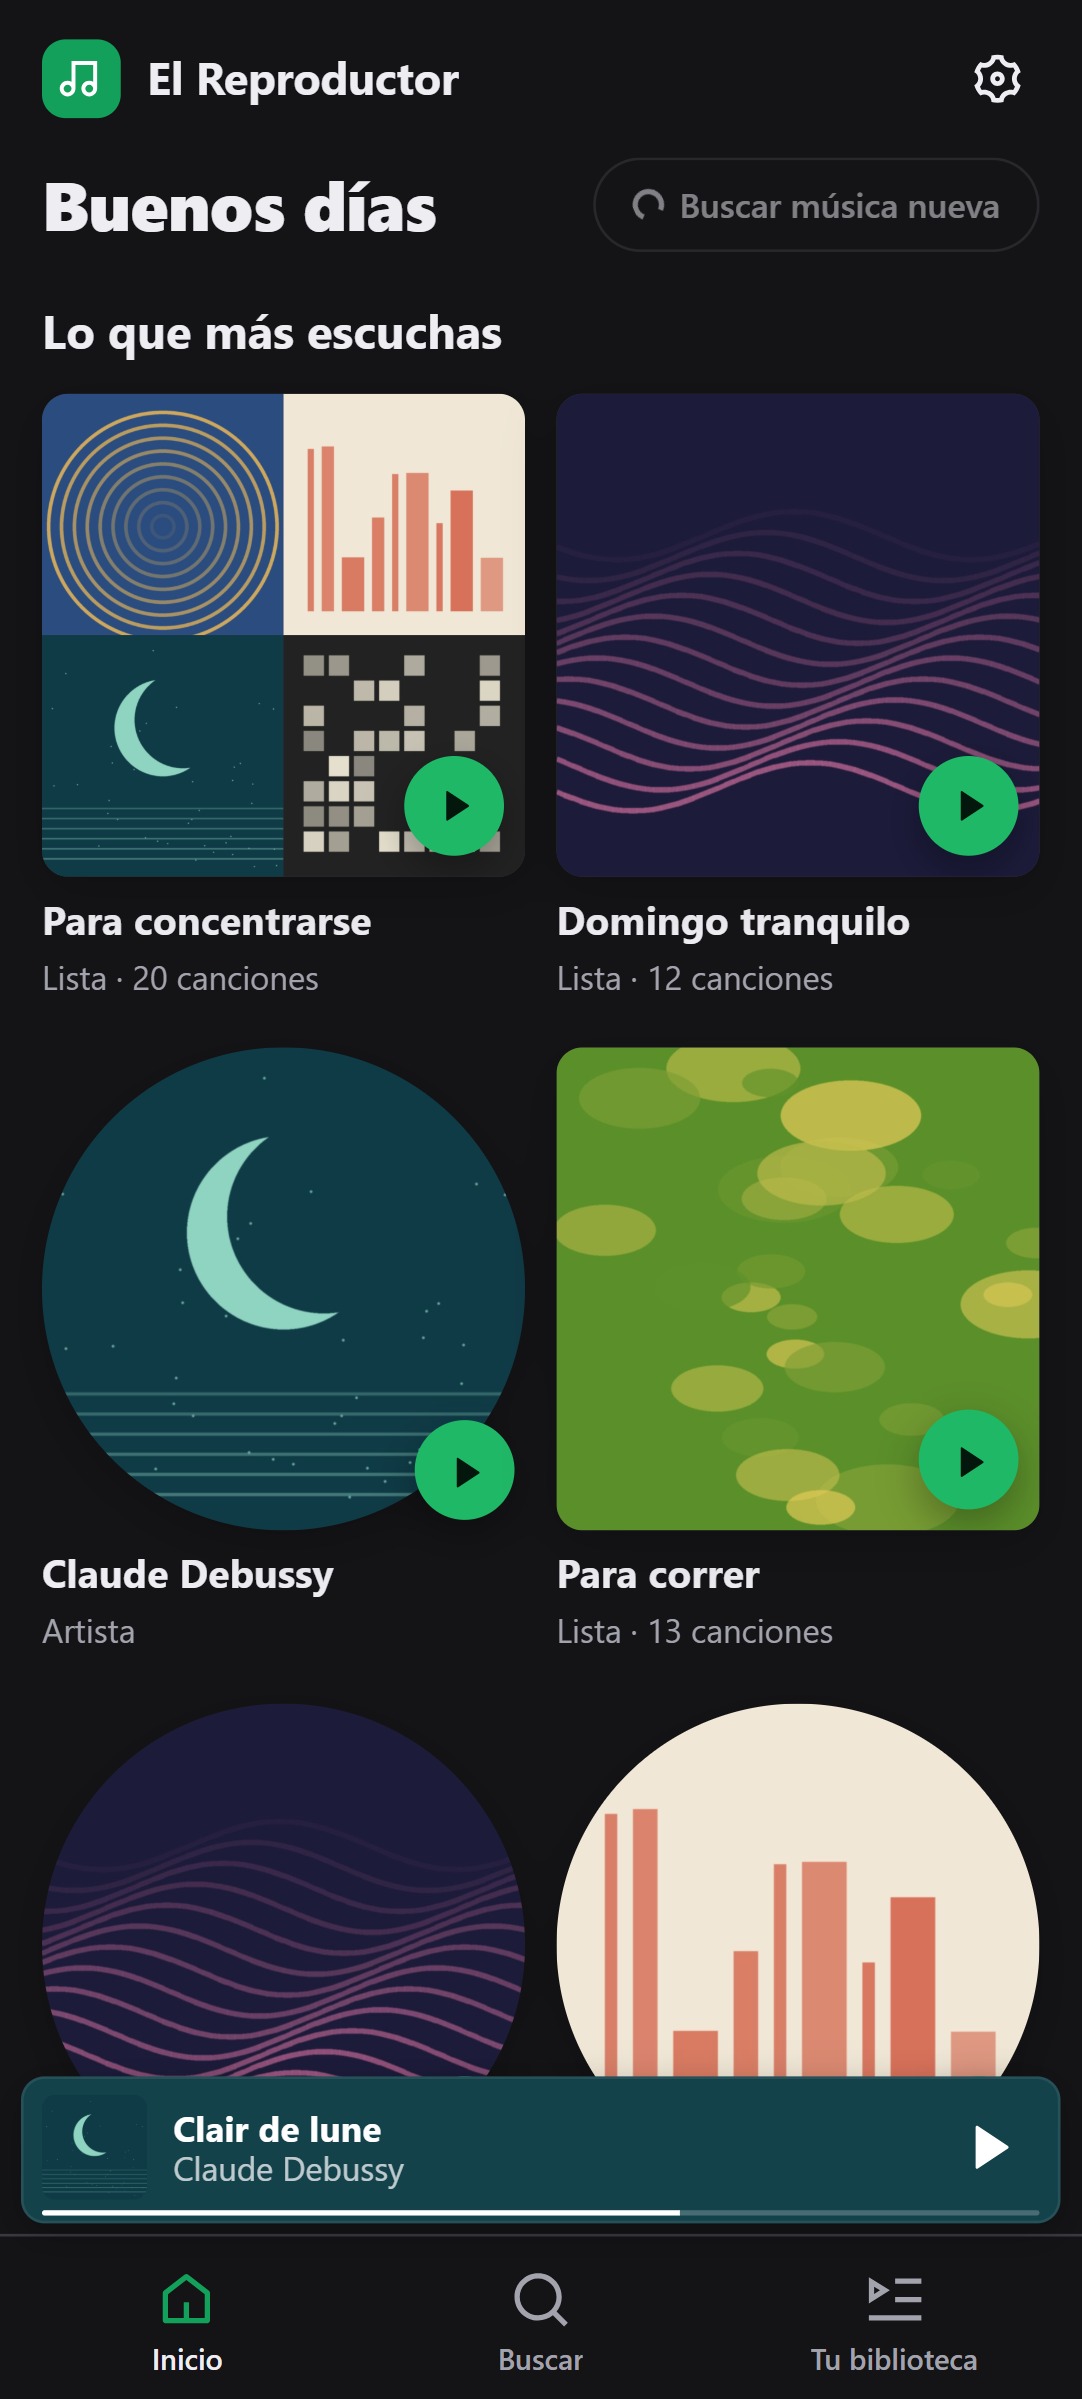 El Reproductor
Buenos días
Buscar música nueva
Lo que más escuchas
Para concentrarse
Lista · 20 canciones
Domingo tranquilo
Lista · 12 canciones
Claude Debussy
Artista
Para correr
Lista · 13 canciones
Clair de lune
Claude Debussy
Inicio
Buscar
Tu biblioteca